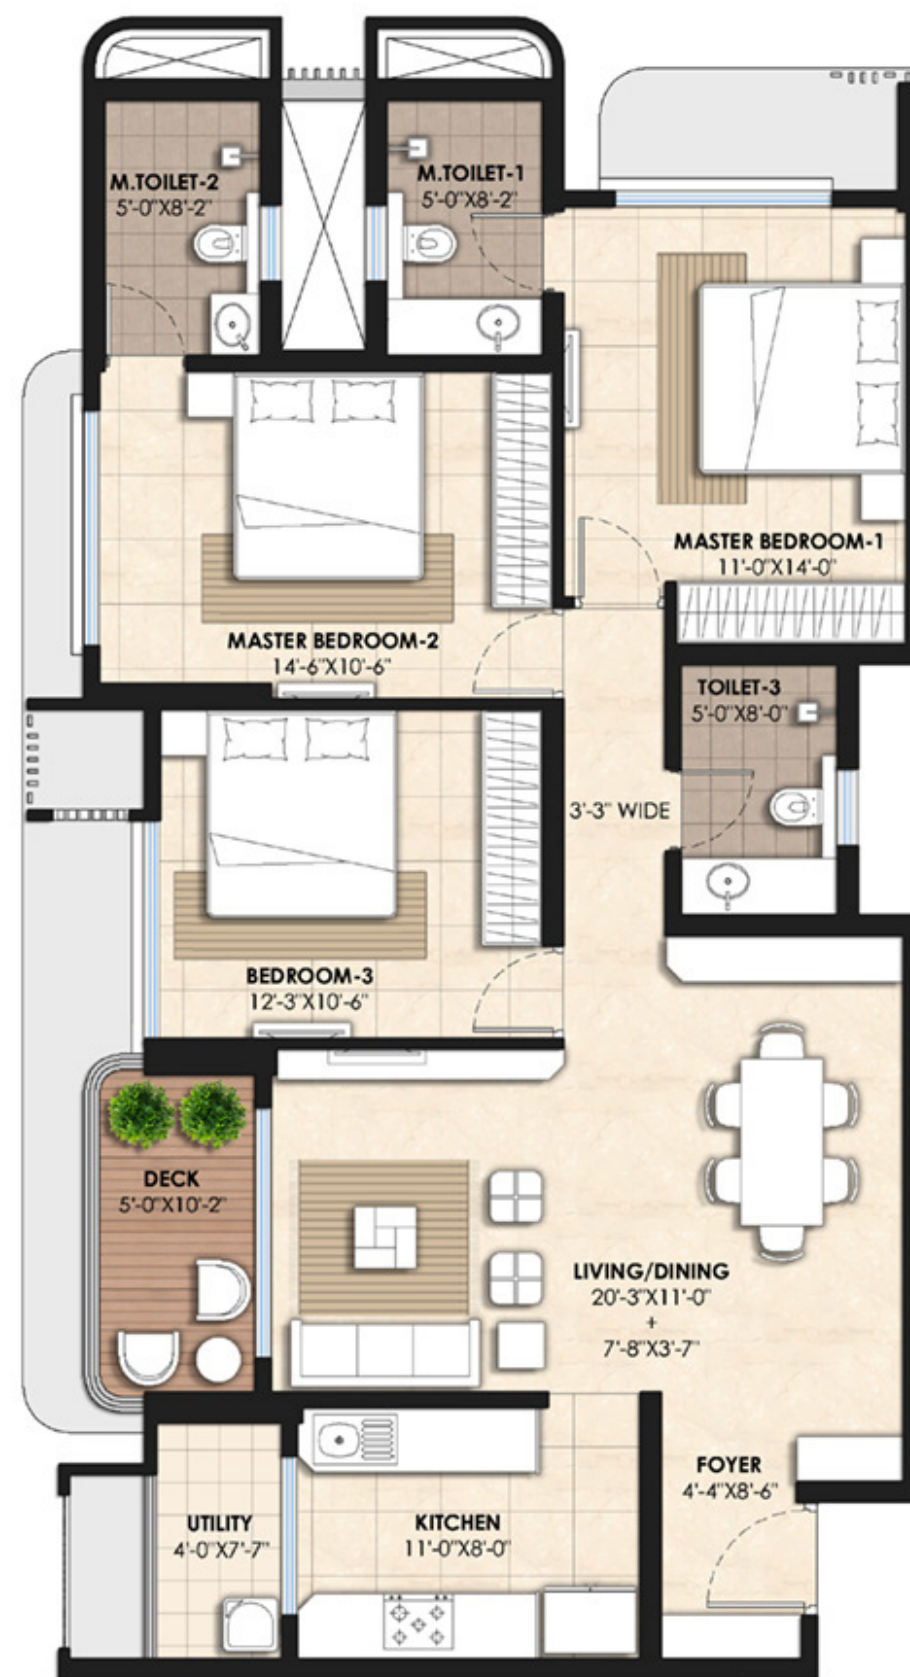 M.TOILET-2
5'-0"X8'-2"
M.TOILET-1
5'-0"X8'-2"
MASTER BEDROOM-1
11'-0"X14'-0"
MASTER BEDROOM-2
14'-6"X10'-6"
TOILET-3
5'-0"X8'-0"
3'-3" WIDE
BEDROOM-3
12'-3"X10'-6"
DECK
5'-0"X10'-2"
LIVING/DINING
20'-3"X11'-0"
+
7'-8"X3'-7"
FOYER
4'-4"X8'-6"
UTILITY
4'-0"X7'-7"
KITCHEN
11'-0"X8'-0"